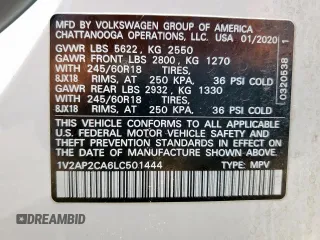 MFD BY VOLKSWAGEN GROUP OF AMERICA
CHATTANOOGA OPERATIONS, LLC. USA 01/2020
GVWR LBS 5622, KG 2550
GAWR FRONT LBS 2800, KG 1270
WITH 245/60R18 TIRES,
8JX18 RIMS, AT 250 KPA, 36 PSI COLD
GAWR REAR LBS 2932, KG 1330
WITH 245/60R18 TIRES,
8JX18 RIMS, AT 250 KPA, 36 PSI COLD
THIS VEHICLE CONFORMS TO ALL APPLICABLE
FEDERAL MOTOR VEHICLE SAFETY AND
THEFT PREVENTION STANDARDS IN EFFECT ON
THE DATE OF MANUFACTURE SHOWN ABOVE.
1V2AP2CA6LC501444 TYPE: MPV
0320538 1
©DREAMBID